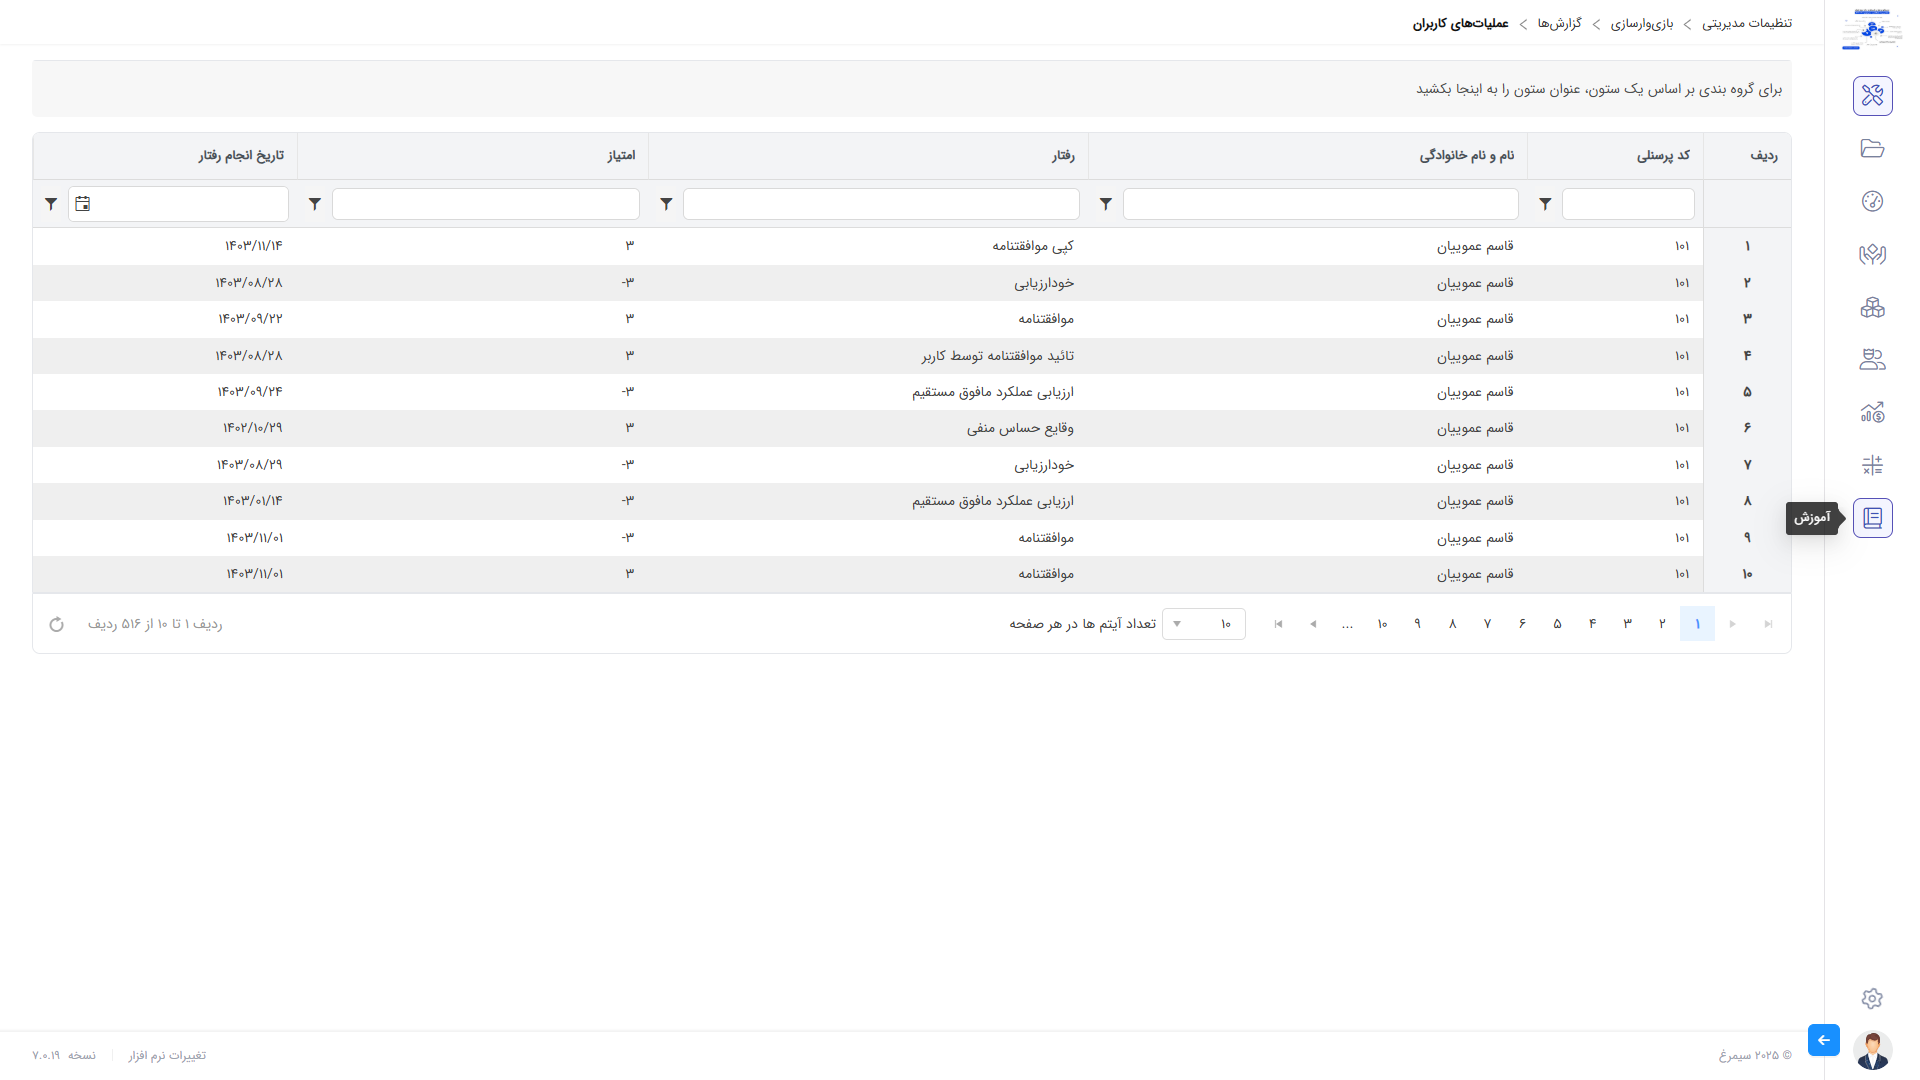 تنظیمات مدیریتی > بازی‌وارسازی > گزارش‌ها > عملیات‌های کاربران
برای گروه بندی بر اساس یک ستون، عنوان ستون را به اینجا بکشید
ردیف کد پرسنلی نام و نام خانوادگی رفتار امتیاز تاریخ انجام رفتار
۱ ۱۰۱ قاسم عموییان کپی موافقتنامه ۳ ۱۴۰۳/۱۱/۱۴
۲ ۱۰۱ قاسم عموییان خودارزیابی ۳- ۱۴۰۳/۰۸/۲۸
۳ ۱۰۱ قاسم عموییان موافقتنامه ۳ ۱۴۰۳/۰۹/۲۲
۴ ۱۰۱ قاسم عموییان تائید موافقتنامه توسط کاربر ۳ ۱۴۰۳/۰۸/۲۸
۵ ۱۰۱ قاسم عموییان ارزیابی عملکرد مافوق مستقیم ۳- ۱۴۰۳/۰۹/۲۴
۶ ۱۰۱ قاسم عموییان وقایع حساس منفی ۳ ۱۴۰۲/۱۰/۲۹
۷ ۱۰۱ قاسم عموییان خودارزیابی ۳- ۱۴۰۳/۰۸/۲۹
۸ ۱۰۱ قاسم عموییان ارزیابی عملکرد مافوق مستقیم ۳- ۱۴۰۳/۰۱/۱۴
آموزش
۹ ۱۰۱ قاسم عموییان موافقتنامه ۳- ۱۴۰۳/۱۱/۰۱
۱۰ ۱۰۱ قاسم عموییان موافقتنامه ۳ ۱۴۰۳/۱۱/۰۱
۱ ۲ ۳ ۴ ۵ ۶ ۷ ۸ ۹ ۱۰ ... ۱۰ تعداد آیتم ها در هر صفحه ردیف ۱ تا ۱۰ از ۵۱۶ ردیف
© ۲۰۲۵ سیمرغ تغییرات نرم افزار نسخه ۷.۰.۱۹